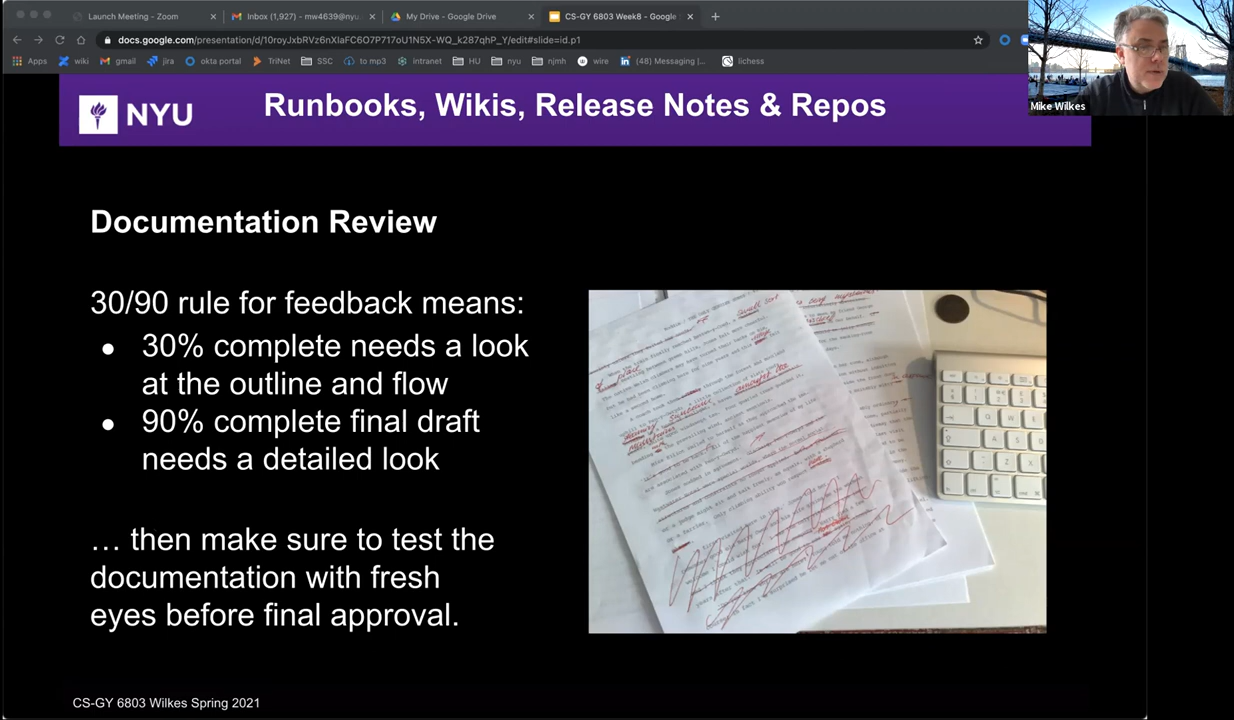 Launch Meeting - Zoom
Inbox (1,927) - mw4639@nyu.
My Drive - Google Drive
CS-GY 6803 Week8 - Google
docs.google.com/presentation/d/10royJxbRVz6nXlaFC6O7P717oU1N5X-WQ_k287qhP_Y/edit#slide=id.p1
Apps wiki gmail jira okta portal TriNet SSC to mp3 intranet HU nyu njmh wire (48) Messaging |... lichess
Mike Wilkes
NYU
Runbooks, Wikis, Release Notes & Repos
Documentation Review
30/90 rule for feedback means:
● 30% complete needs a look
at the outline and flow
● 90% complete final draft
needs a detailed look
… then make sure to test the
documentation with fresh
eyes before final approval.
CS-GY 6803 Wilkes Spring 2021